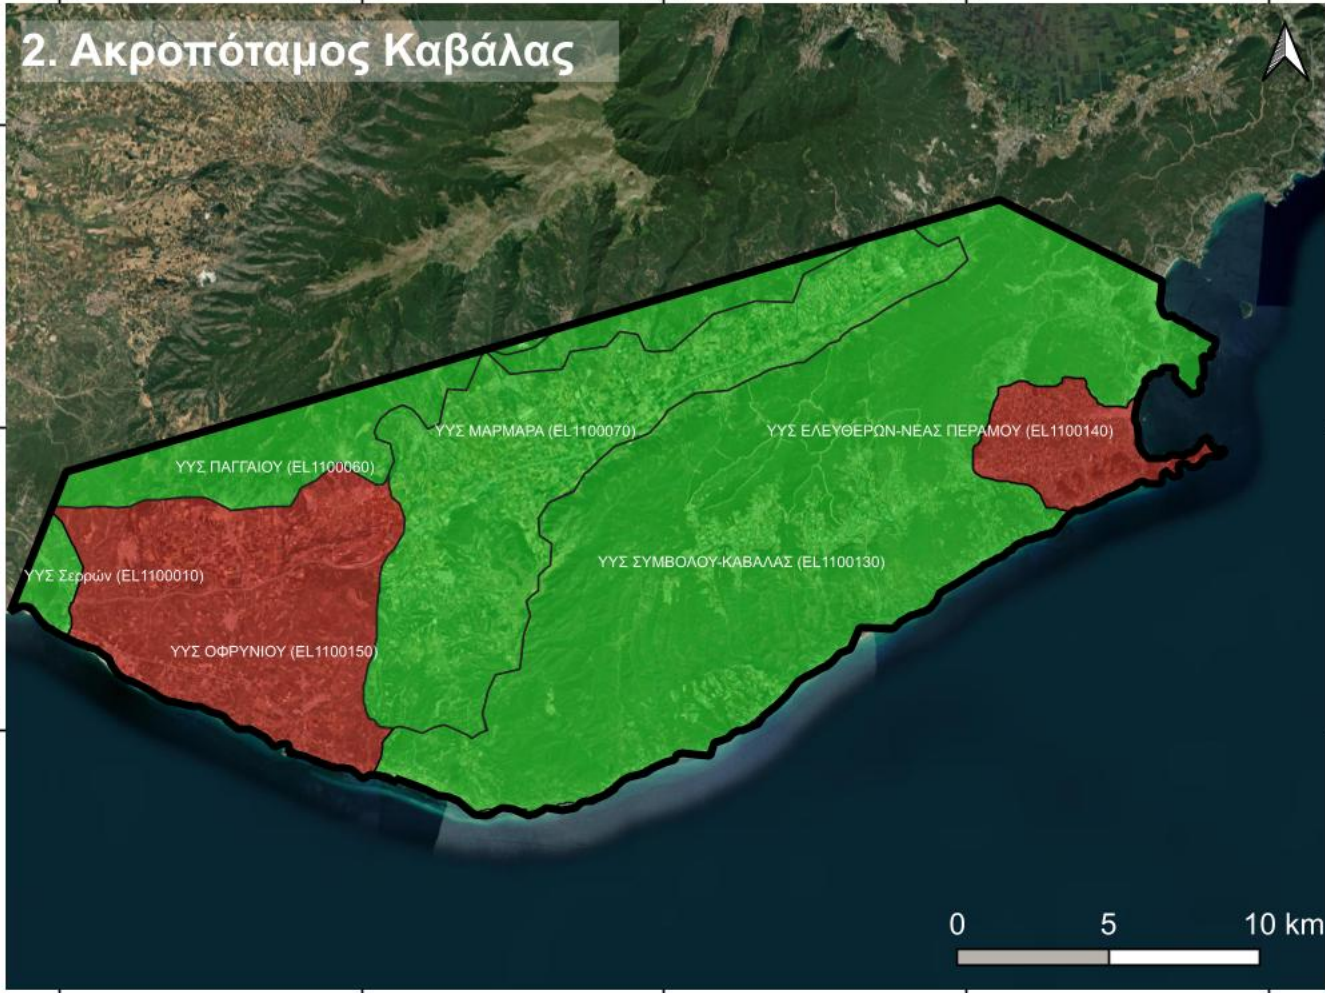 2. Ακροπόταμος Καβάλας
ΥΥΣ ΜΑΡΜΑΡΑ (EL1100070)
ΥΥΣ ΕΛΕΥΘΕΡΩΝ-ΝΕΑΣ ΠΕΡΑΜΟΥ (EL1100140)
ΥΥΣ ΠΑΓΓΑΙΟΥ (EL1100060)
ΥΥΣ ΣΥΜΒΟΛΟΥ-ΚΑΒΑΛΑΣ (EL1100130)
ΥΥΣ Σερρών (EL1100010)
ΥΥΣ ΟΦΡΥΝΙΟΥ (EL1100150)
0 5 10 km